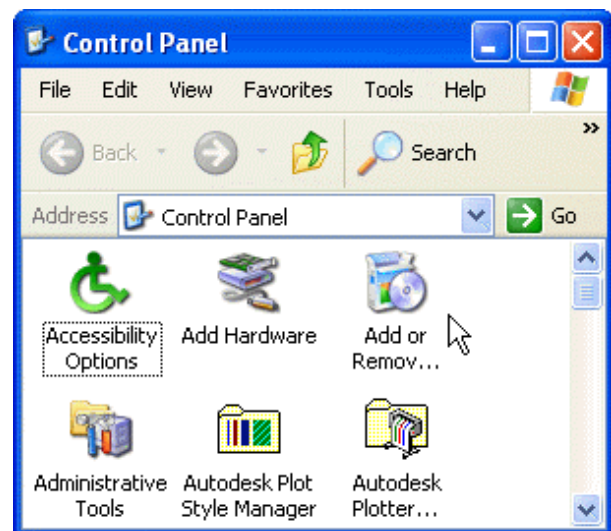 Control Panel
File Edit View Favorites Tools Help
Back Search »
Address Control Panel Go
Accessibility Options
Add Hardware
Add or Remov...
Administrative Tools
Autodesk Plot Style Manager
Autodesk Plotter...